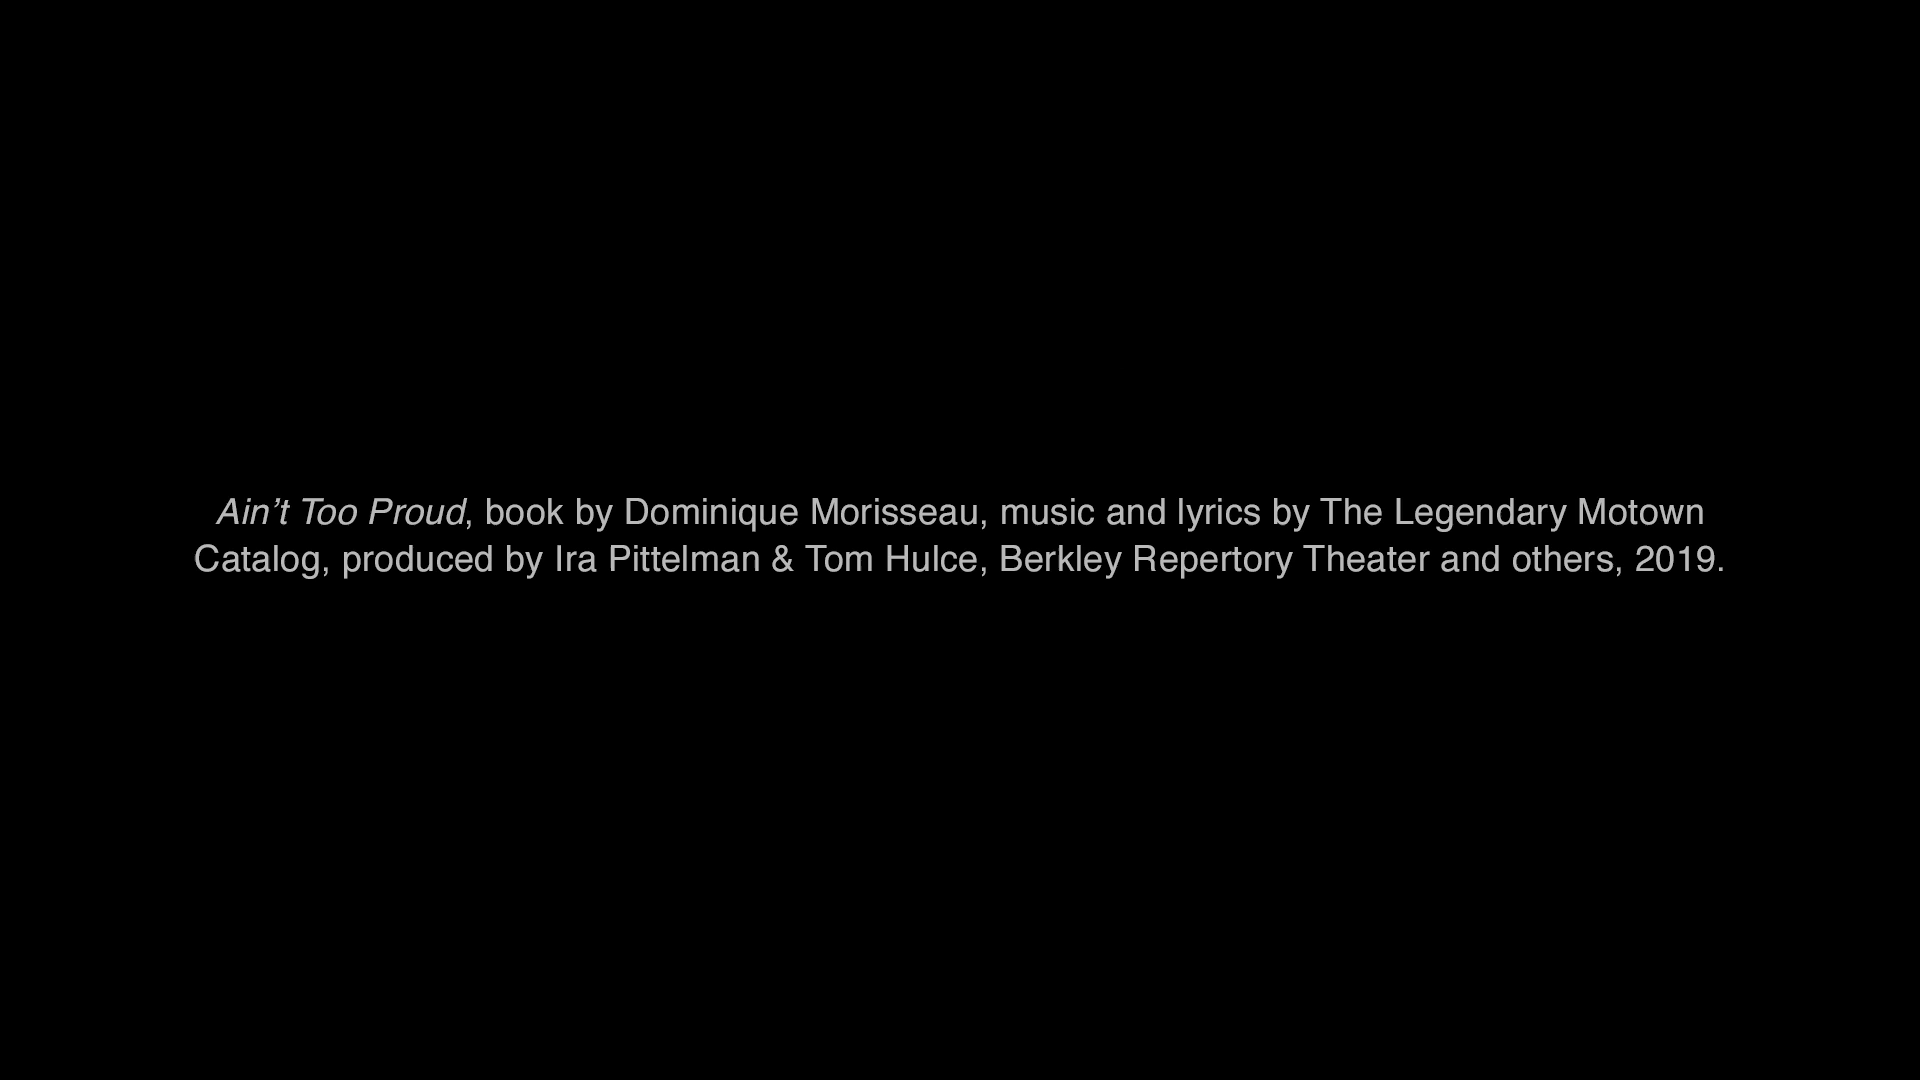 Ain’t Too Proud, book by Dominique Morisseau, music and lyrics by The Legendary Motown
Catalog, produced by Ira Pittelman & Tom Hulce, Berkley Repertory Theater and others, 2019.